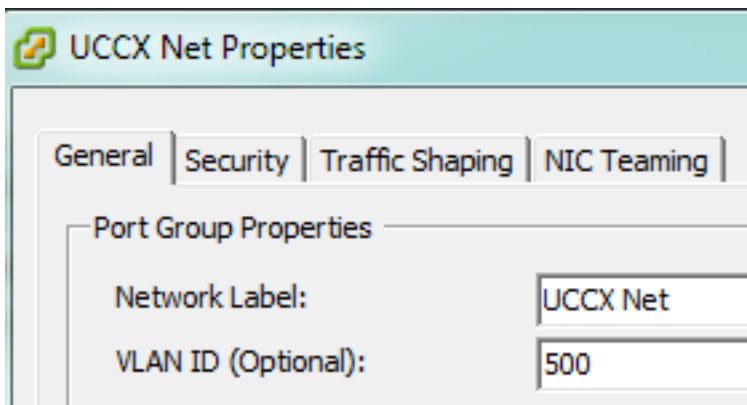 UCCX Net Properties
General Security Traffic Shaping NIC Teaming
Port Group Properties
Network Label: UCCX Net
VLAN ID (Optional): 500